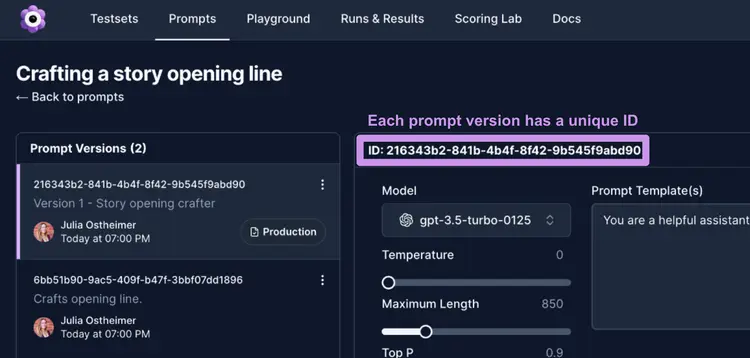 Testsets Prompts Playground Runs & Results Scoring Lab Docs
Crafting a story opening line
← Back to prompts
Each prompt version has a unique ID
Prompt Versions (2)
ID: 216343b2-841b-4b4f-8f42-9b545f9abd90
216343b2-841b-4b4f-8f42-9b545f9abd90
Version 1 - Story opening crafter
Julia Ostheimer
Today at 07:00 PM
Production
6bb51b90-9ac5-409f-b47f-3bbf07dd1896
Crafts opening line.
Julia Ostheimer
Today at 07:00 PM
Model
gpt-3.5-turbo-0125
Temperature 0
Maximum Length 850
Top P 0.9
Prompt Template(s)
You are a helpful assistant